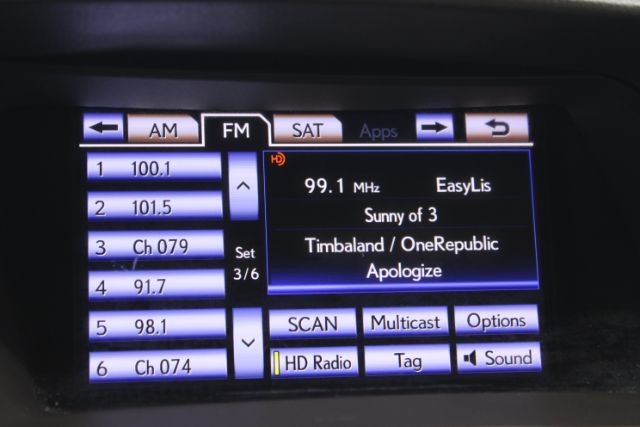 AM FM SAT Apps
1 100.1
2 101.5
3 Ch 079
4 91.7
5 98.1
6 Ch 074
Set
3/6
HD
99.1 MHz EasyLis
Sunny of 3
Timbaland / OneRepublic
Apologize
SCAN Multicast Options
HD Radio Tag Sound